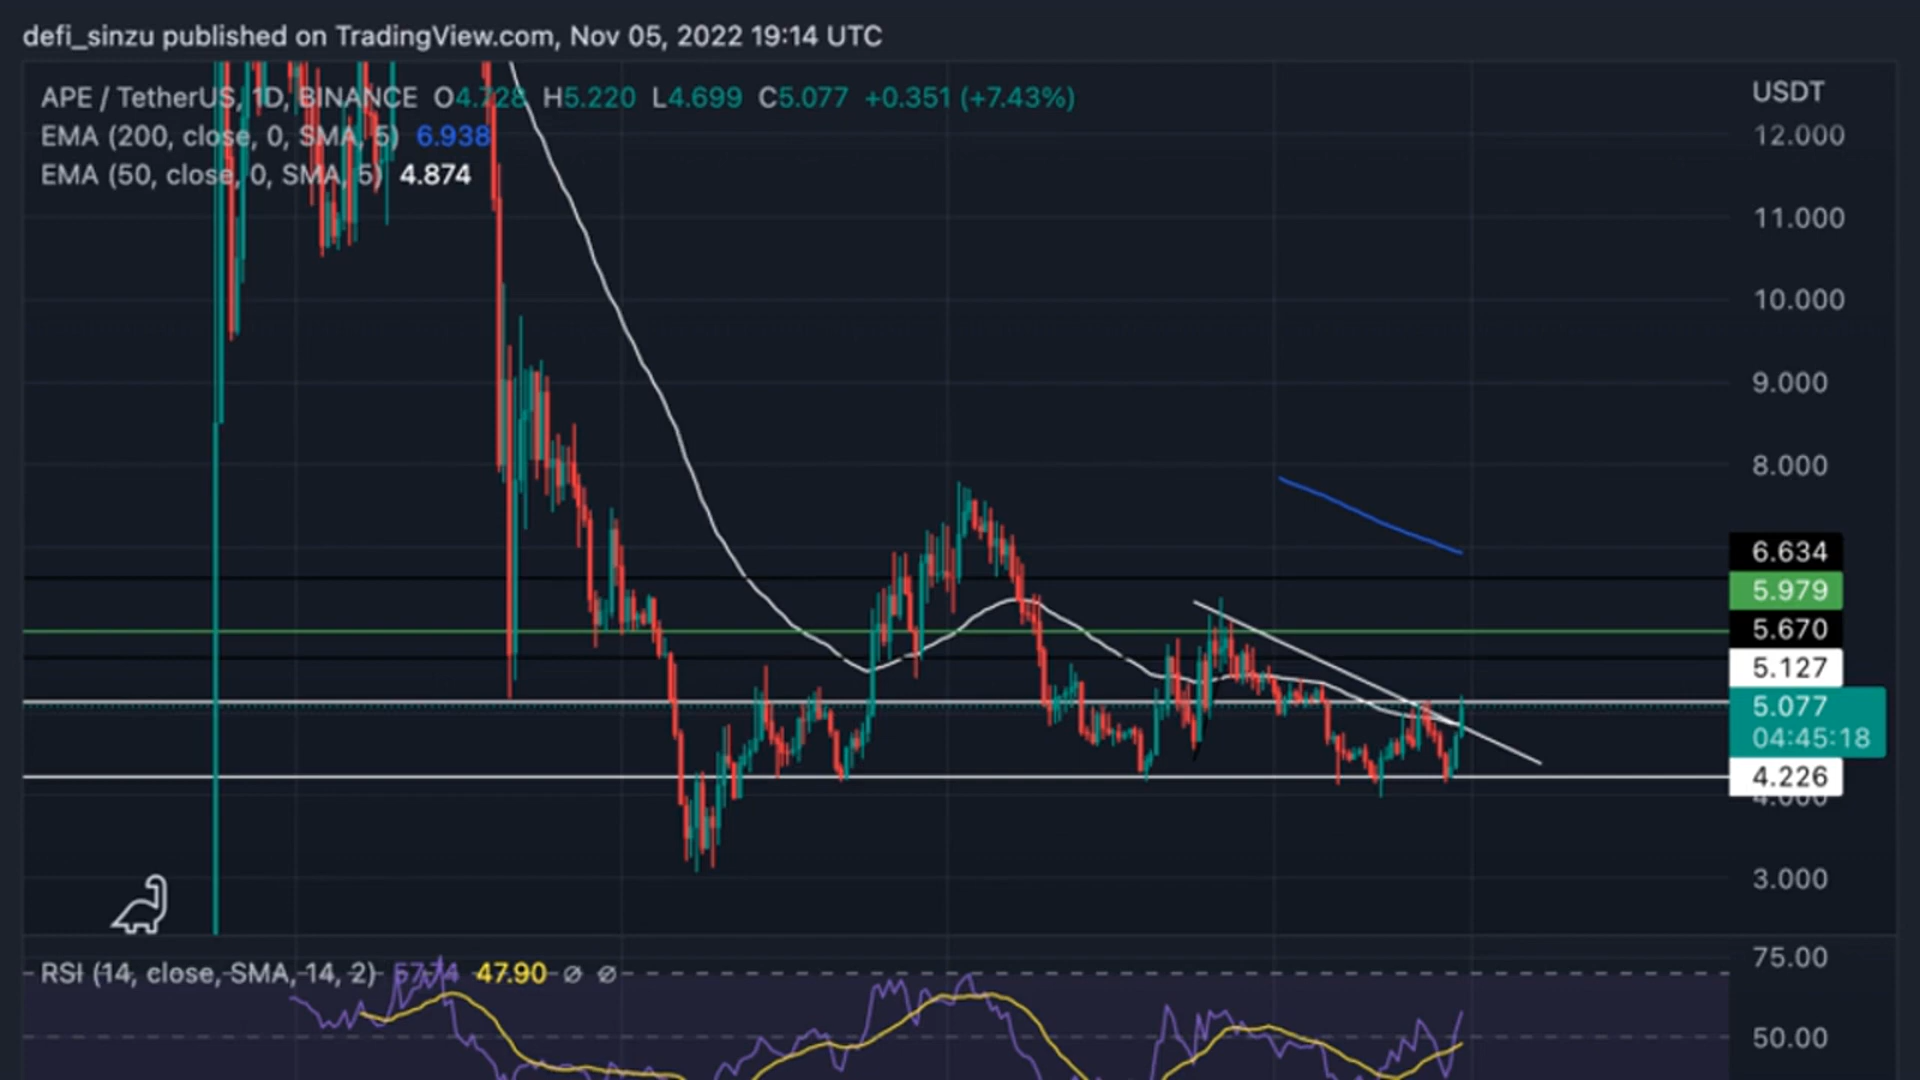 defi_sinzu published on TradingView.com, Nov 05, 2022 19:14 UTC
APE / TetherUS, 1D, BINANCE O4.728 H5.220 L4.699 C5.077 +0.351 (+7.43%)
EMA (200, close, 0, SMA, 5) 6.938
EMA (50, close, 0, SMA, 5) 4.874
USDT
12.000
11.000
10.000
9.000
8.000
6.634
5.979
5.670
5.127
5.077
04:45:18
4.226
4.000
3.000
RSI (14, close, SMA, 14, 2) 57.74 47.90 ∅ ∅
75.00
50.00